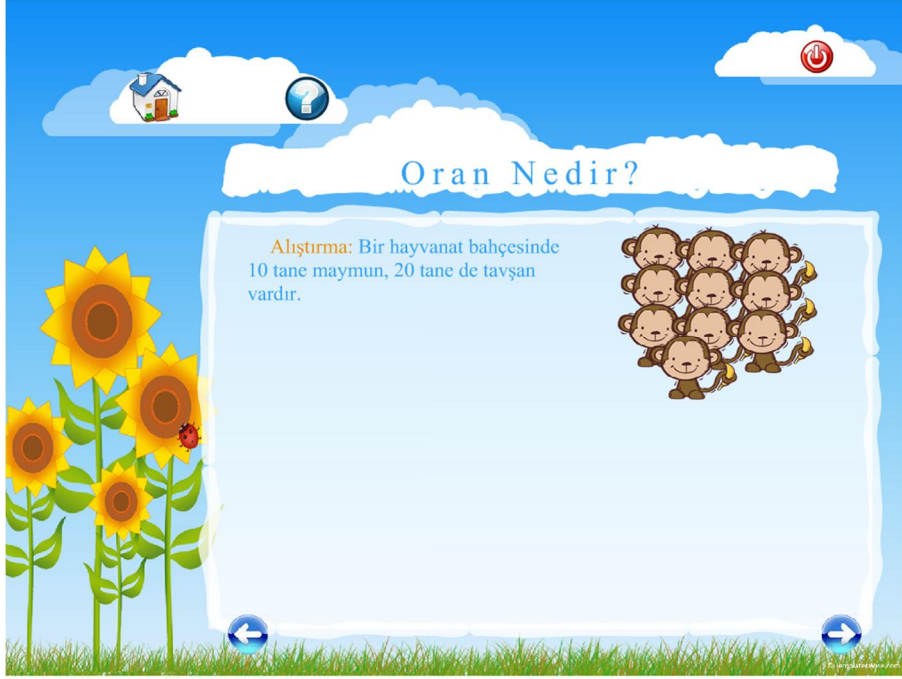 Oran Nedir?
Alıştırma: Bir hayvanat bahçesinde
10 tane maymun, 20 tane de tavşan
vardır.